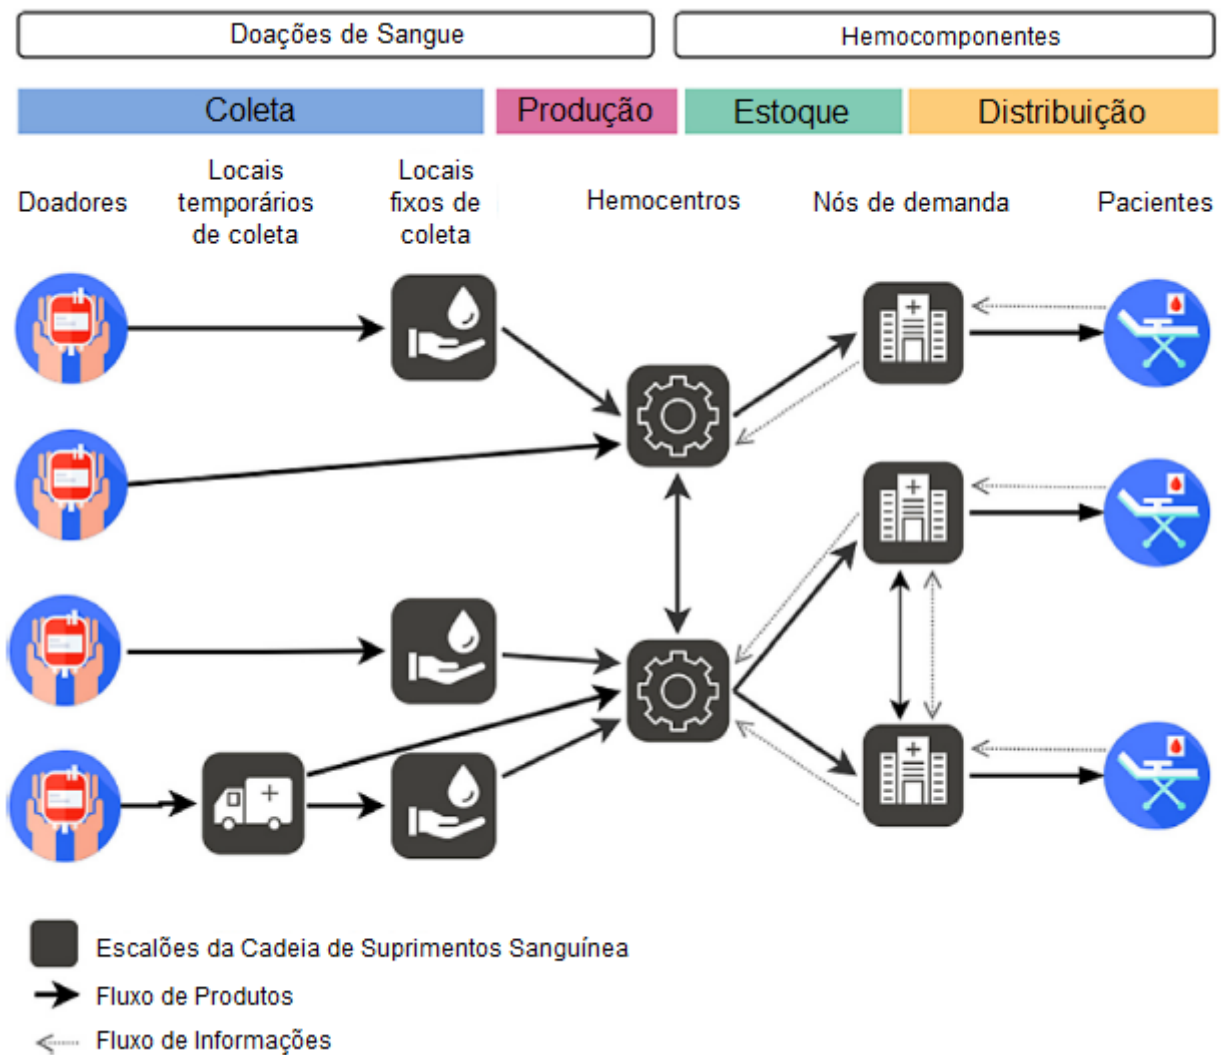 Doações de Sangue
Hemocomponentes
Coleta
Produção
Estoque
Distribuição
Doadores
Locais
temporários
de coleta
Locais
fixos de
coleta
Hemocentros
Nós de demanda
Pacientes
Escalões da Cadeia de Suprimentos Sanguínea
Fluxo de Produtos
Fluxo de Informações